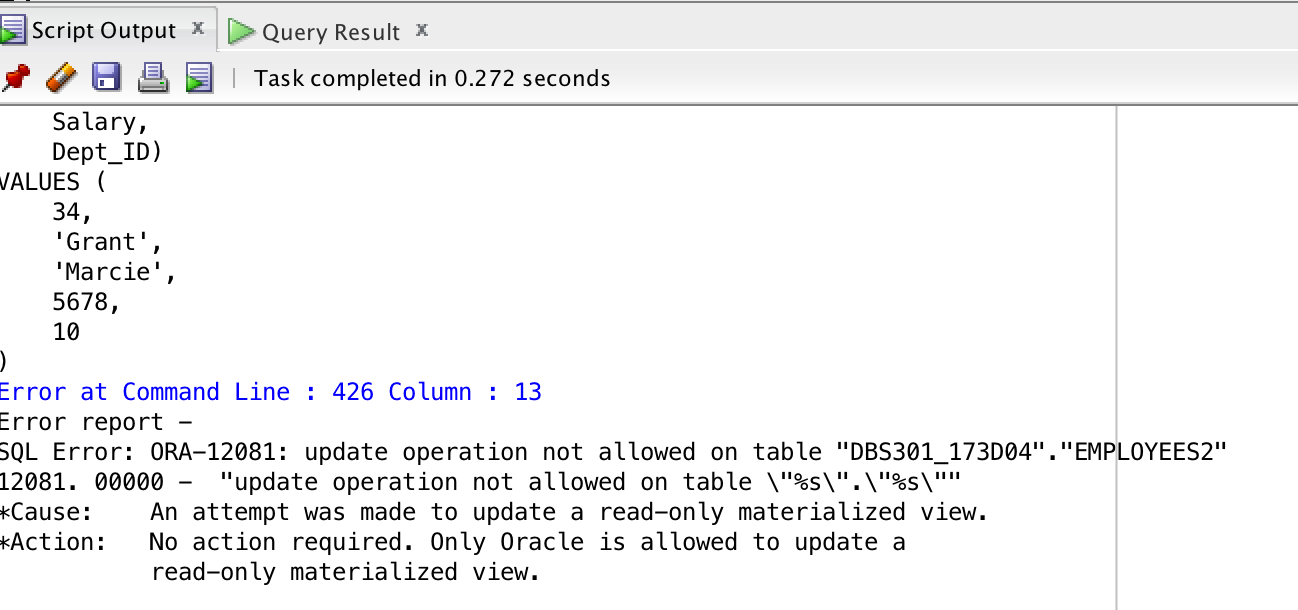 Script Output x Query Result x
Task completed in 0.272 seconds
Salary,
Dept_ID)
VALUES (
34,
'Grant',
'Marcie',
5678,
10
)
Error at Command Line : 426 Column : 13
Error report -
SQL Error: ORA-12081: update operation not allowed on table "DBS301_173D04"."EMPLOYEES2"
12081. 00000 -  "update operation not allowed on table \"%s\".\"%s\""
*Cause:    An attempt was made to update a read-only materialized view.
*Action:   No action required. Only Oracle is allowed to update a
read-only materialized view.